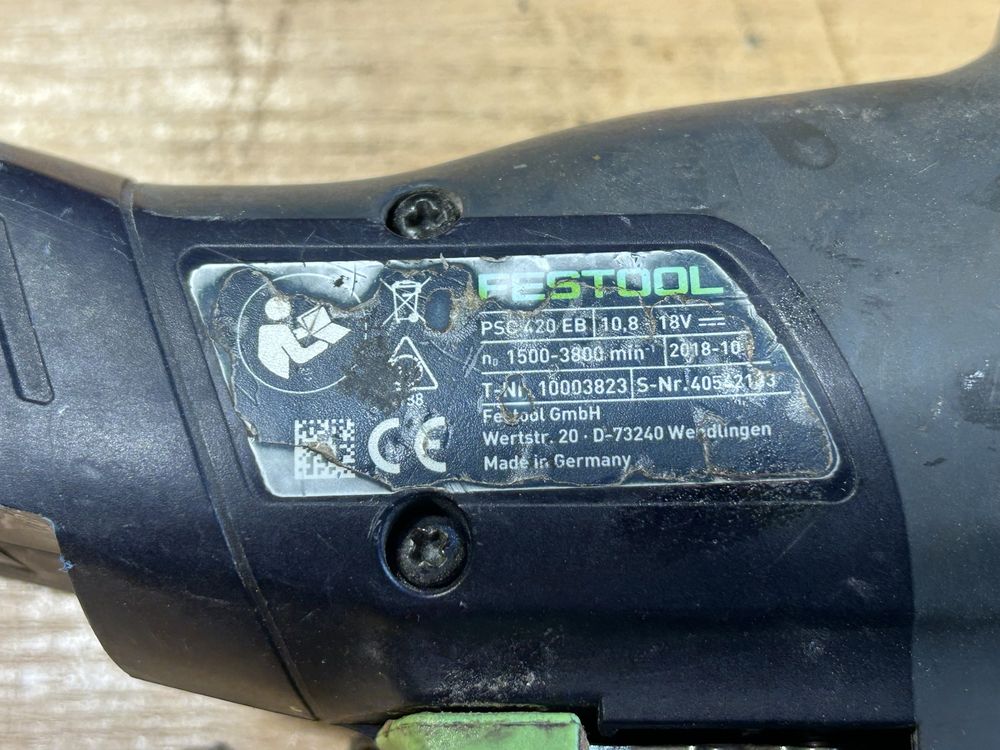 FESTOOL
PSC 420 EB 10,8 18V
n₀ 1500-3800 min⁻¹ 2018-10
T-Nr. 10003823 S-Nr.
Festool GmbH
Wertstr. 20 · D-73240 Wendlingen
Made in Germany
CE